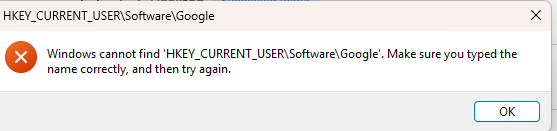 HKEY_CURRENT_USER\Software\Google
Windows cannot find 'HKEY_CURRENT_USER\Software\Google'. Make sure you typed the
name correctly, and then try again.
OK